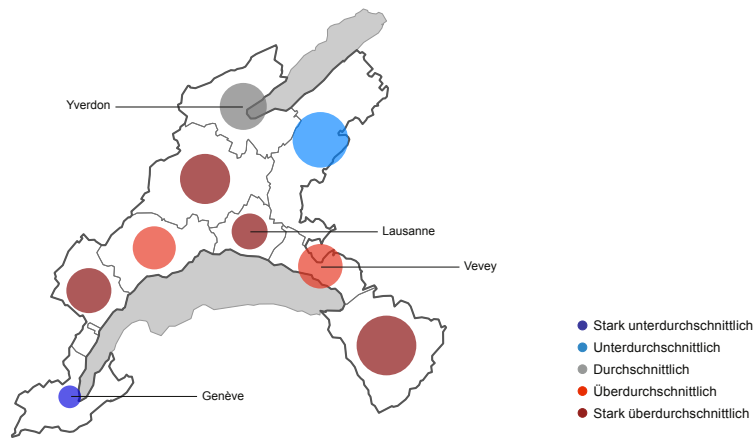 Yverdon
Lausanne
Vevey
Genève
Stark unterdurchschnittlich
Unterdurchschnittlich
Durchschnittlich
Überdurchschnittlich
Stark überdurchschnittlich